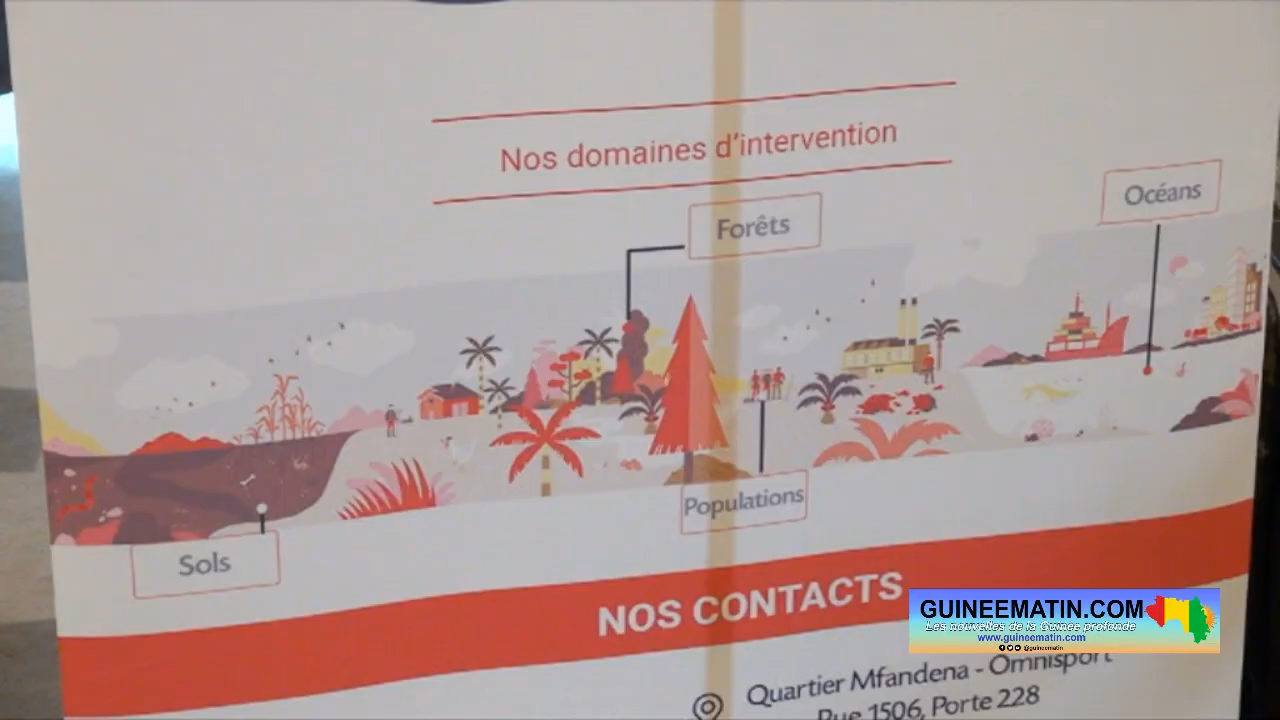 Nos domaines d'intervention
Forêts
Océans
Populations
Sols
NOS CONTACTS
GUINEEMATIN.COM
Les nouvelles de la Guinée profonde
www.guineematin.com
@guineematin
Quartier Mfandena - Omnisport
Rue 1506, Porte 228